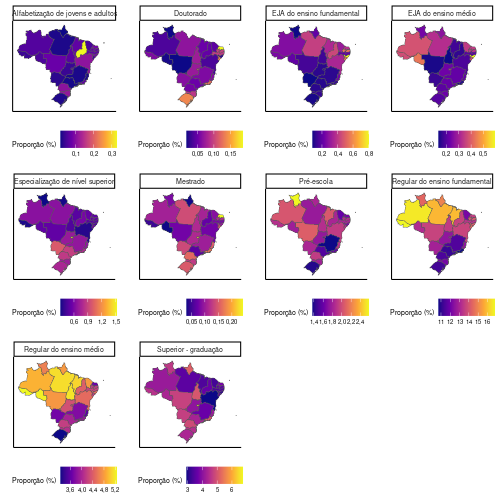 Alfabetização de jovens e adultos
Doutorado
EJA do ensino fundamental
EJA do ensino médio
Proporção (%)
0,1 0,2 0,3
Proporção (%)
0,05 0,10 0,15
Proporção (%)
0,2 0,4 0,6 0,8
Proporção (%)
0,2 0,3 0,4 0,5
Especialização de nível superior
Mestrado
Pré-escola
Regular do ensino fundamental
Proporção (%)
0,6 0,9 1,2 1,5
Proporção (%)
0,05 0,10 0,15 0,20
Proporção (%)
1,4 1,6 1,8 2,0 2,2 2,4
Proporção (%)
11 12 13 14 15 16
Regular do ensino médio
Superior - graduação
Proporção (%)
3,6 4,0 4,4 4,8 5,2
Proporção (%)
3 4 5 6